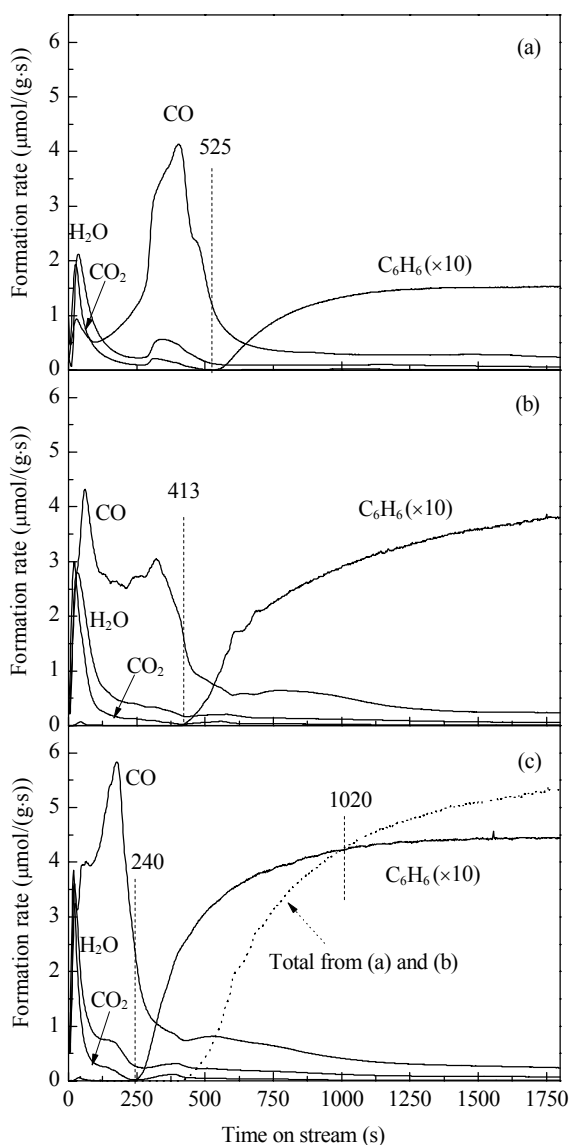 6
5
4
3
2
1
0
Formation rate (μmol/(g·s))
(a)
CO
525
H₂O
CO₂
C₆H₆ (×10)
6
5
4
3
2
1
0
Formation rate (μmol/(g·s))
(b)
413
CO
C₆H₆ (×10)
H₂O
CO₂
6
5
4
3
2
1
0
Formation rate (μmol/(g·s))
(c)
CO
1020
240
C₆H₆ (×10)
H₂O
Total from (a) and (b)
CO₂
0 250 500 750 1000 1250 1500 1750
Time on stream (s)